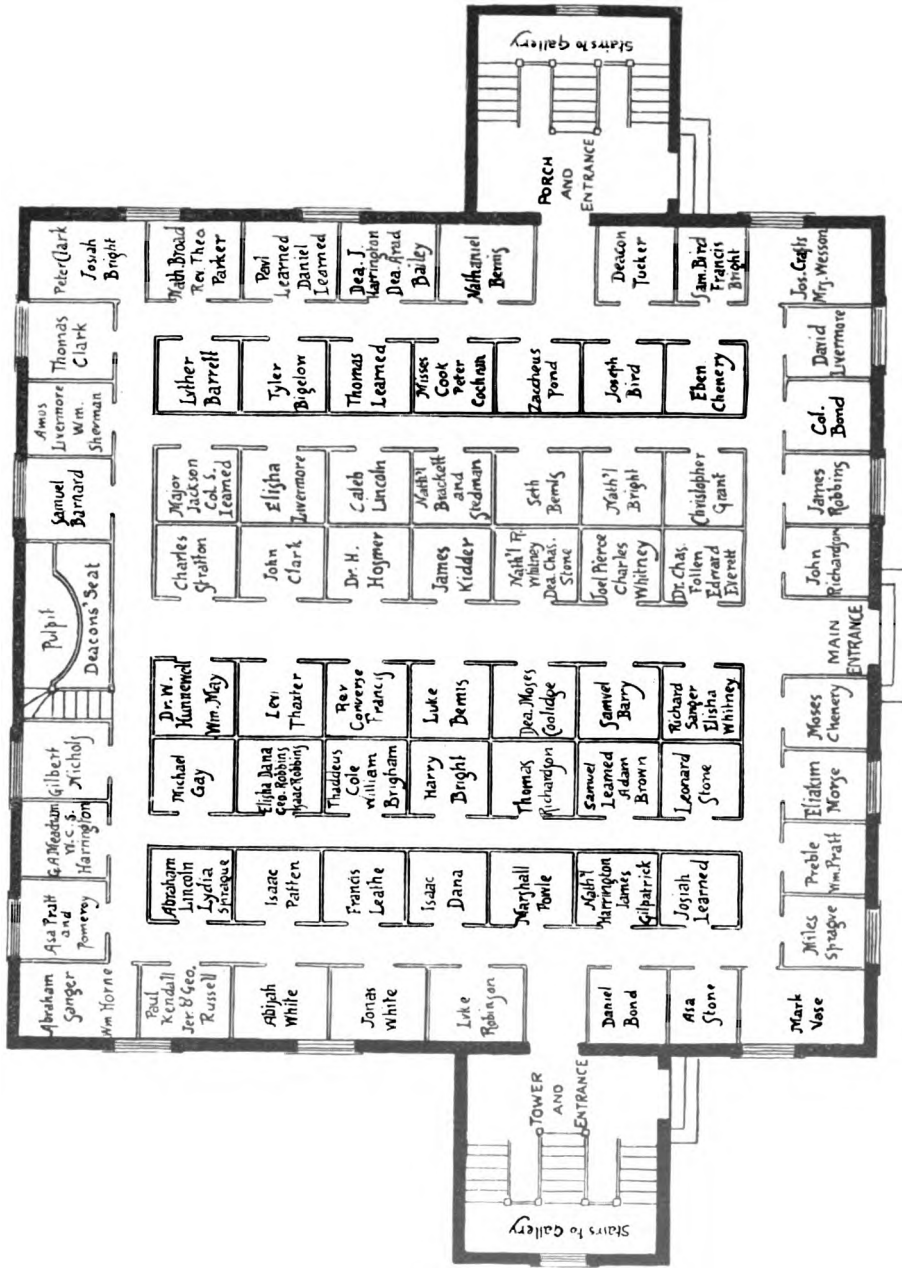 Stairs to Gallery
PORCH
AND
ENTRANCE
Peter Clark
Josiah
Bright
Nath. Broad
Rev. Theo.
Parker
Paul
Learned
Daniel
Learned
Dea. J.
Harrington
Dea. Arad
Bailey
Nathaniel
Bemis
Deacon
Tucker
Sam. Bird
Francis
Bright
Jos. Crafts
Mrs. Wesson
Thomas
Clark
Luther
Barrell
Tyler
Bigelow
Thomas
Learned
Misses
Cook
Peter
Cochran
Zaccheus
Pond
Joseph
Bird
Eben
Chenery
David
Livermore
Amos
Livermore
Wm.
Sherman
Col.
Bond
Samuel
Barnard
Major
Jackson
Col. S.
Learned
Elisha
Livermore
Caleb
Lincoln
Nath'l
Brackett
and
Stedman
Seth
Bemis
Nath'l
Bright
Christopher
Grant
James
Robbins
Pulpit
Deacons' Seat
Charles
Stratton
John
Clark
Dr. H.
Hosmer
James
Kidder
Nath'l R.
Whitney
Dea. Chas.
Stone
Joel Pierce
Charles
Whitney
Dr. Chas.
Follen
Edward
Everett
John
Richardson
MAIN
ENTRANCE
Dr. W.
Hunnewell
Wm. May
Levi
Thaxter
Rev
Converse
Francis
Luke
Bemis
Dea. Moses
Coolidge
Samuel
Barry
Richard
Sanger
Elisha
Whitney
Moses
Chenery
Gilbert
Nichols
Michael
Gay
Elisha Dana
Geo. Robbins
Isaac Robbins
Thaddeus
Cole
William
Brigham
Harry
Bright
Thomas
Richardson
Samuel
Learned
Adam
Brown
Leonard
Stone
Eliakim
Morse
G.A. Meadum
W. C. S.
Harrington
Preble
Wm. Pratt
Asa Pratt
and
Pomeroy
Abraham
Lincoln
Lydia
Sprague
Isaac
Patten
Francis
Leathe
Isaac
Dana
Marshall
Powle
Nath'l
Harrington
James
Gilpatrick
Josiah
Learned
Miles
Sprague
Abraham
Sanger
Wm Horne
Paul
Kendall
Jer. & Geo.
Russell
Abijah
White
Jonas
White
Luke
Robinson
Daniel
Bond
Asa
Stone
Mark
Vose
TOWER
AND
ENTRANCE
Stairs to Gallery